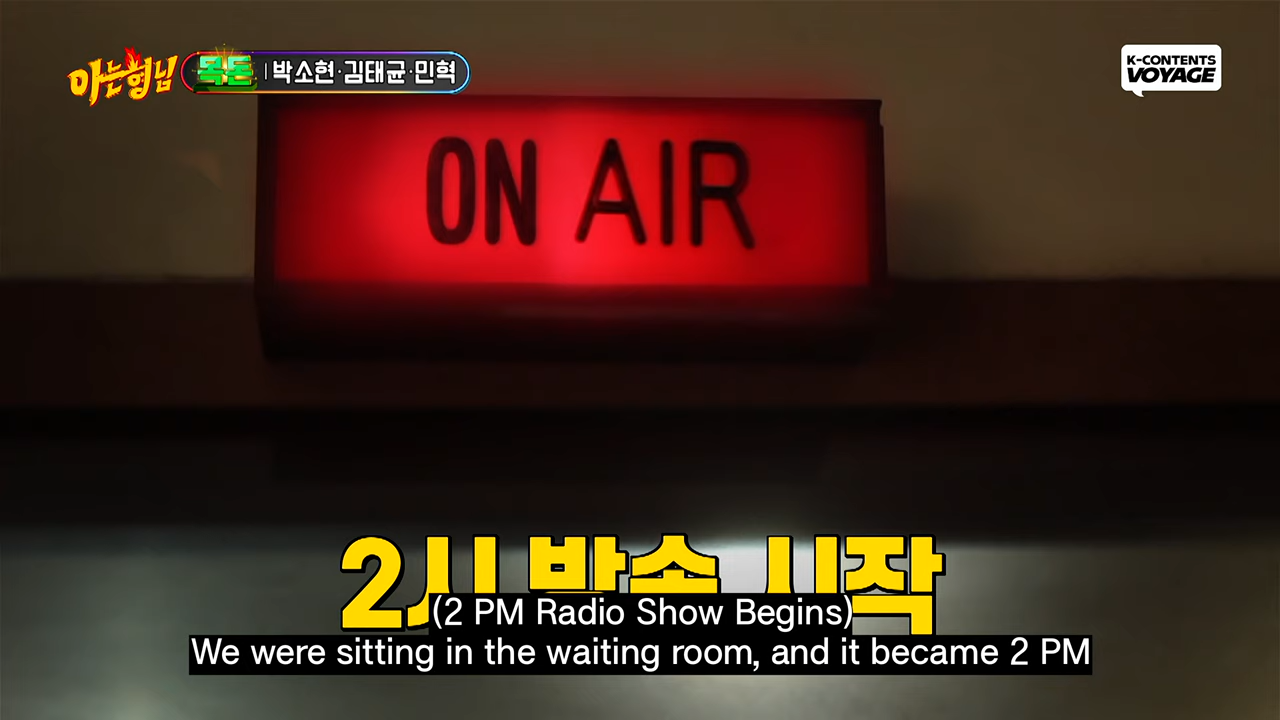 아는형님 목돈 박소현·김태균·민혁
K-CONTENTS
VOYAGE
ON AIR
2시 방송 시작
(2 PM Radio Show Begins)
We were sitting in the waiting room, and it became 2 PM